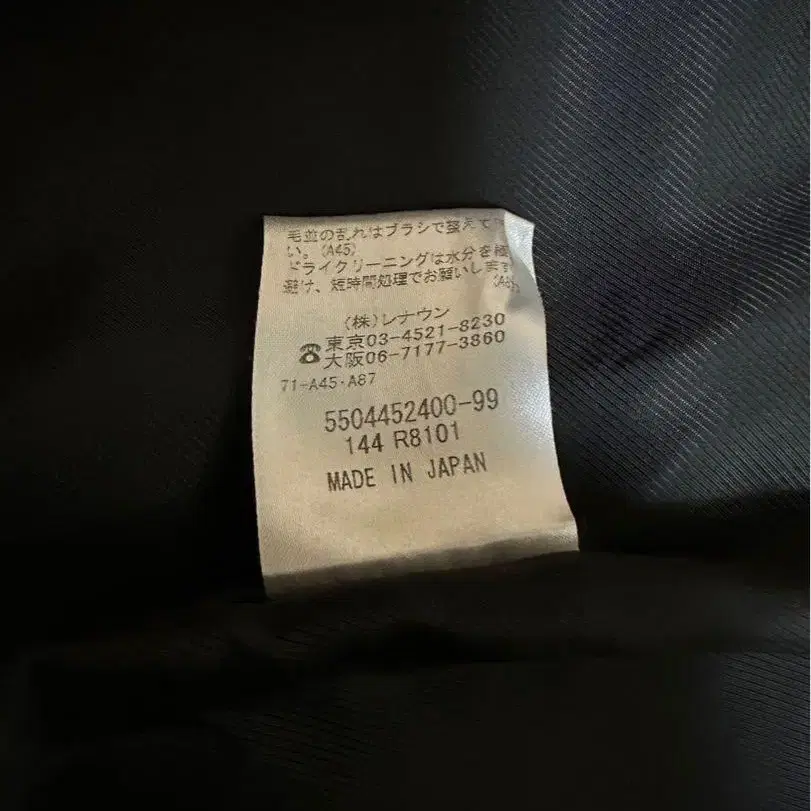 毛並の乱れはブラシで整えて
い。(A45)
ドライクリーニングは水分を極
避け、短時間処理でお願いします
(株)レナウン
☎東京03-4521-8230
大阪06-7177-3860
71-A45・A87
5504452400-99
144 R8101
MADE IN JAPAN